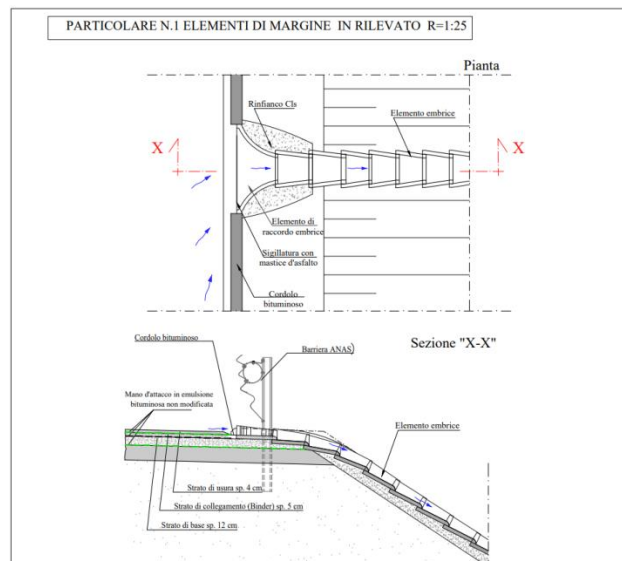 PARTICOLARE N.1 ELEMENTI DI MARGINE IN RILEVATO R=1:25
Pianta
Rinfianco Cls
Elemento embrice
X
X
Elemento di
raccordo embrice
Sigillatura con
mastice d'asfalto
Cordolo
bituminoso
Cordolo bituminoso
Sezione "X-X"
Barriera ANAS)
Mano d'attacco in emulsione
bituminosa non modificata
Elemento embrice
Strato di usura sp. 4 cm
Strato di collegamento (Binder) sp. 5 cm
Strato di base sp. 12 cm